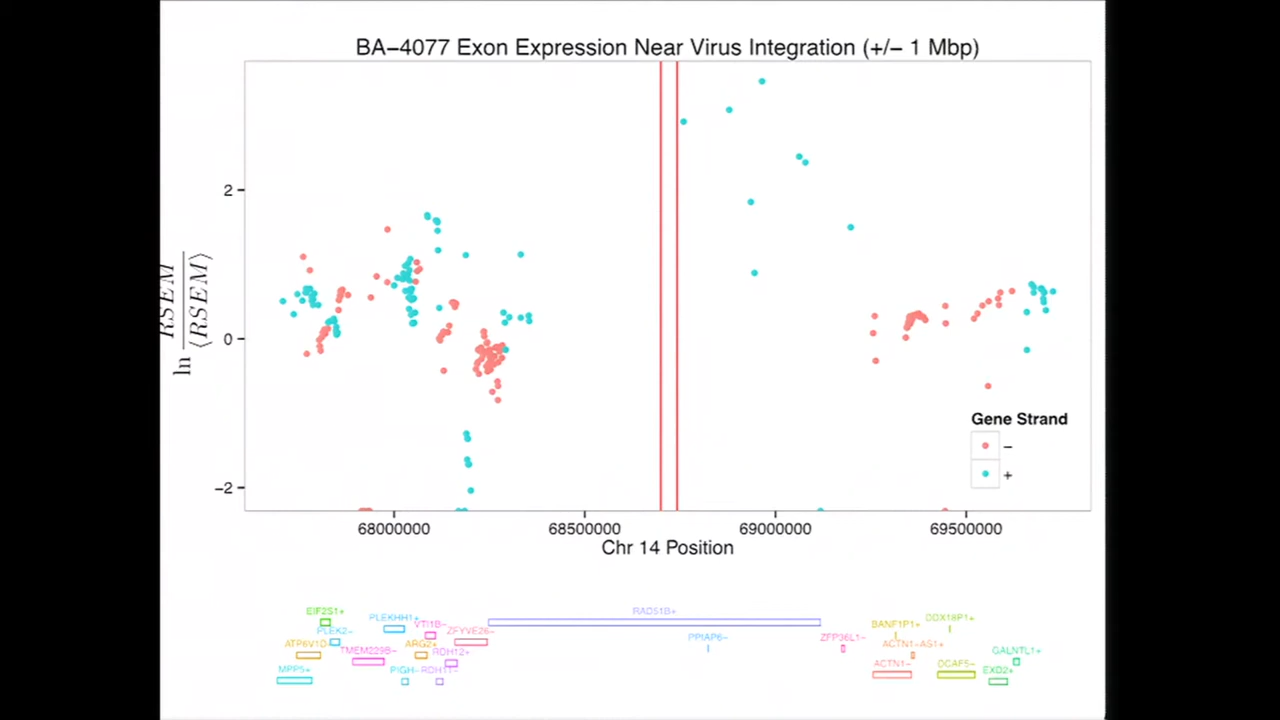 BA−4077 Exon Expression Near Virus Integration (+/− 1 Mbp)
ln RSEM
⟨RSEM⟩
2
0
−2
Gene Strand
−
+
68000000 68500000 69000000 69500000
Chr 14 Position
EIF2S1+ PLEKHH1+ RAD51B+ DDX18P1+
VTI1B− BANF1P1+
PLEK2− ZFYVE26− PPIAP6− ZFP36L1−
ATP6V1D ARG2+ ACTN1−AS1+
TMEM229B− RDH12+ GALNTL1+
MPP5+ PIGH− RDH11− ACTN1− DCAF5− EXD2+